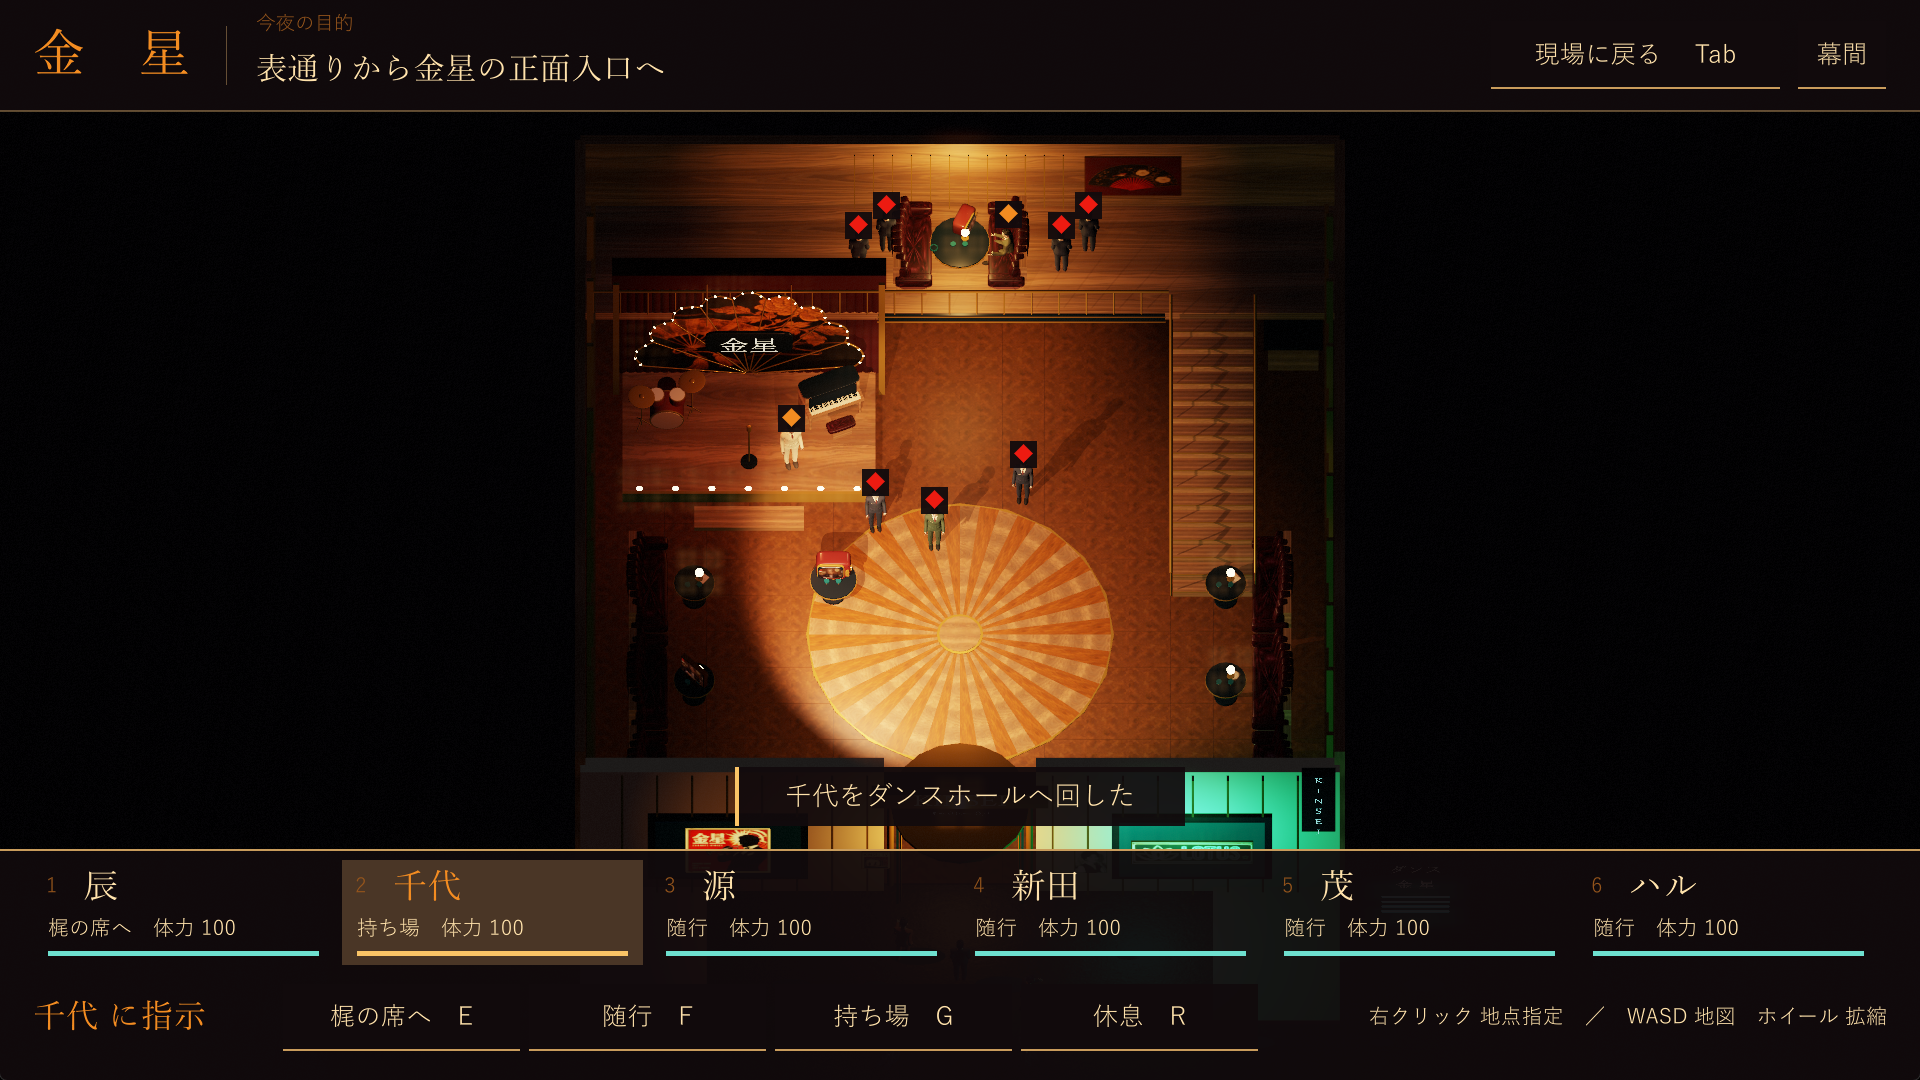 金 星
今夜の目的
表通りから金星の正面入口へ
現場に戻る Tab
幕間
金星
千代をダンスホールへ回した
KINSEI
金星
LOTUS
1 辰
梶の席へ 体力 100
2 千代
持ち場 体力 100
3 源
随行 体力 100
4 新田
随行 体力 100
5 茂
随行 体力 100
6 ハル
随行 体力 100
千代 に指示
梶の席へ E
随行 F
持ち場 G
休息 R
右クリック 地点指定 ／ WASD 地図 ホイール 拡縮